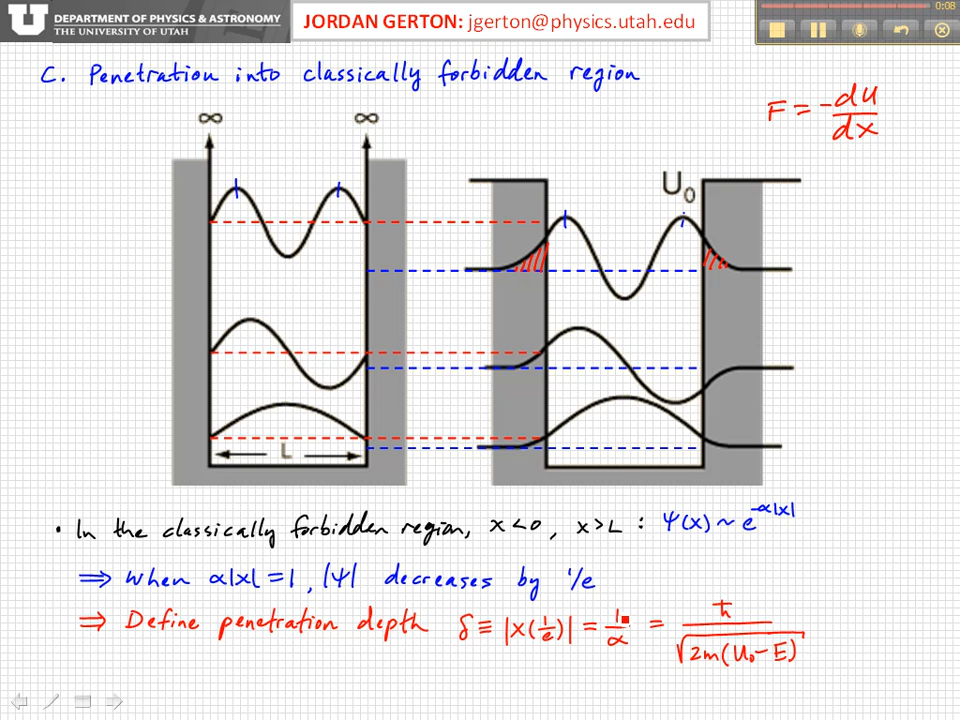 U DEPARTMENT OF PHYSICS & ASTRONOMY
THE UNIVERSITY OF UTAH
JORDAN GERTON: jgerton@physics.utah.edu
0:08
C. Penetration into classically forbidden region
F = -dU/dx
∞ ∞
U₀
L
• In the classically forbidden region, x<0, x>L : Ψ(x) ~ e^-α|x|
⇒ When α|x| = 1, |Ψ| decreases by 1/e
⇒ Define penetration depth δ ≡ |x(1/e)| = 1/α = ħ/√2m(U₀-E)